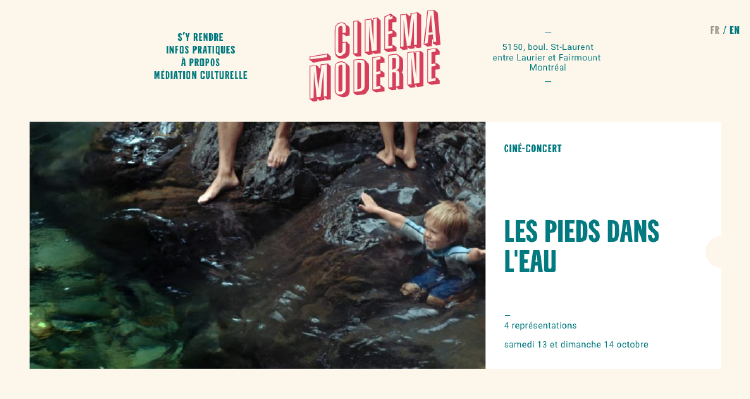 S'Y RENDRE
INFOS PRATIQUES
À PROPOS
MÉDIATION CULTURELLE
CINÉMA
MODERNE
—
5150, boul. St-Laurent
entre Laurier et Fairmount
Montréal
—
FR / EN
CINÉ-CONCERT
LES PIEDS DANS
L'EAU
—
4 représentations
samedi 13 et dimanche 14 octobre